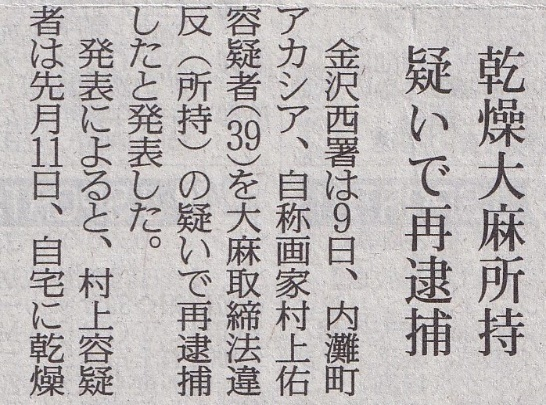 乾燥大麻所持
疑いで再逮捕
金沢西署は9日、内灘町
アカシア、自称画家村上佑
容疑者(39)を大麻取締法違
反(所持)の疑いで再逮捕
したと発表した。
発表によると、村上容疑
者は先月11日、自宅に乾燥